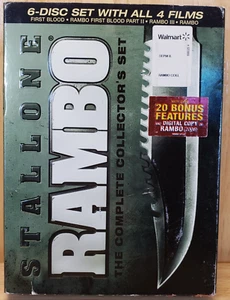 6-DISC SET WITH ALL 4 FILMS
FIRST BLOOD • RAMBO FIRST BLOOD PART II • RAMBO III • RAMBO
Walmart
STALLONE
RAMBO
THE COMPLETE COLLECTOR'S SET
20 BONUS
FEATURES
DIGITAL COPY
RAMBO